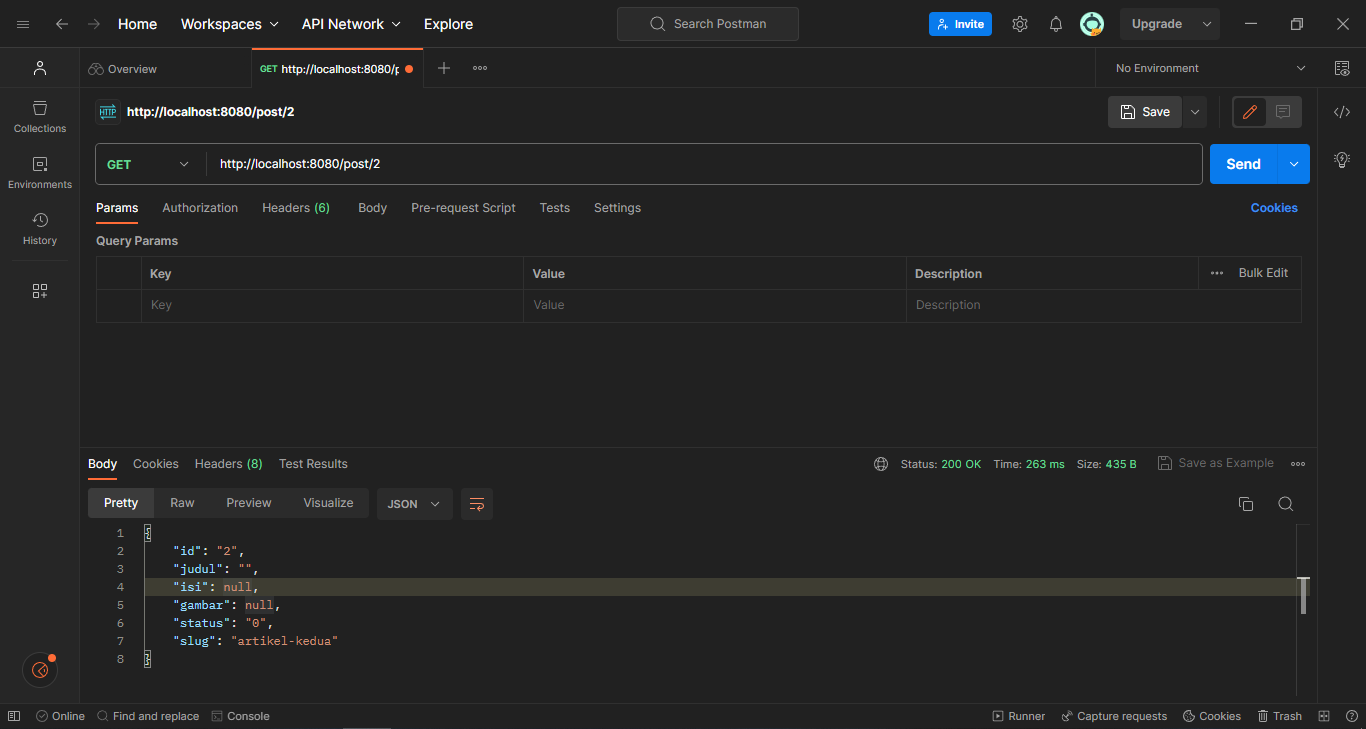 Home Workspaces API Network Explore Search Postman Invite Upgrade
Overview GET http://localhost:8080/p No Environment
HTTP http://localhost:8080/post/2 Save
Collections
GET http://localhost:8080/post/2 Send
Environments
Params Authorization Headers (6) Body Pre-request Script Tests Settings Cookies
History
Query Params
Key Value Description Bulk Edit
Key Value Description
Body Cookies Headers (8) Test Results Status: 200 OK Time: 263 ms Size: 435 B Save as Example
Pretty Raw Preview Visualize JSON
1 {
2 "id": "2",
3 "judul": "",
4 "isi": null,
5 "gambar": null,
6 "status": "0",
7 "slug": "artikel-kedua"
8 }
Online Find and replace Console Runner Capture requests Cookies Trash